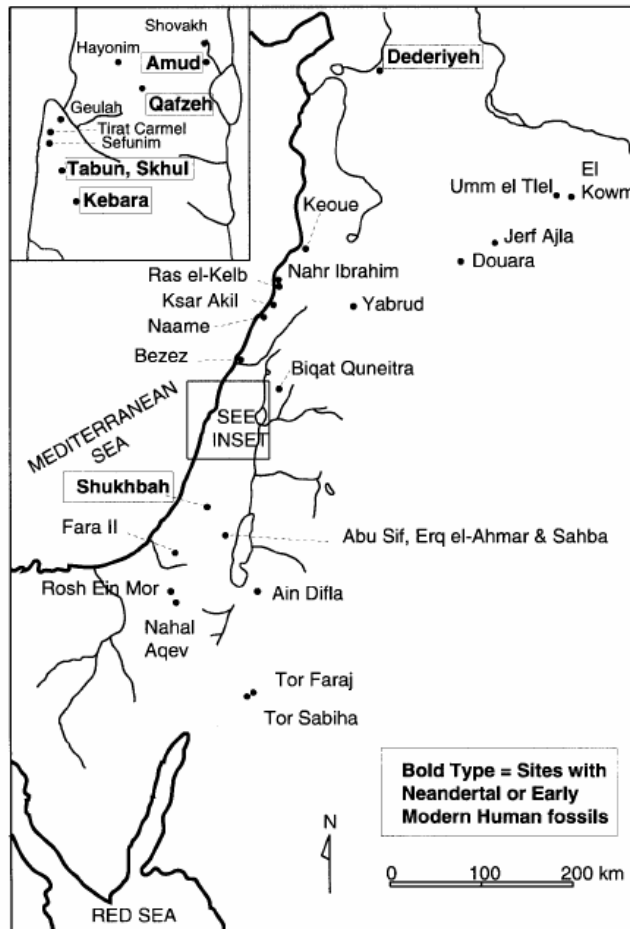 Shovakh
Hayonim
Amud
Qafzeh
Geulah
Tirat Carmel
Sefunim
Tabun, Skhul
Kebara
Dederiyeh
Umm el Tlel
El
Kowm
Keoue
Jerf Ajla
Douara
Ras el-Kelb
Nahr Ibrahim
Ksar Akil
Yabrud
Naame
Bezez
Biqat Quneitra
MEDITERRANEAN
SEA
SEE
INSET
Shukhbah
Fara II
Abu Sif, Erq el-Ahmar & Sahba
Rosh Ein Mor
Ain Difla
Nahal
Aqev
Tor Faraj
Tor Sabiha
Bold Type = Sites with
Neandertal or Early
Modern Human fossils
N
0 100 200 km
RED SEA